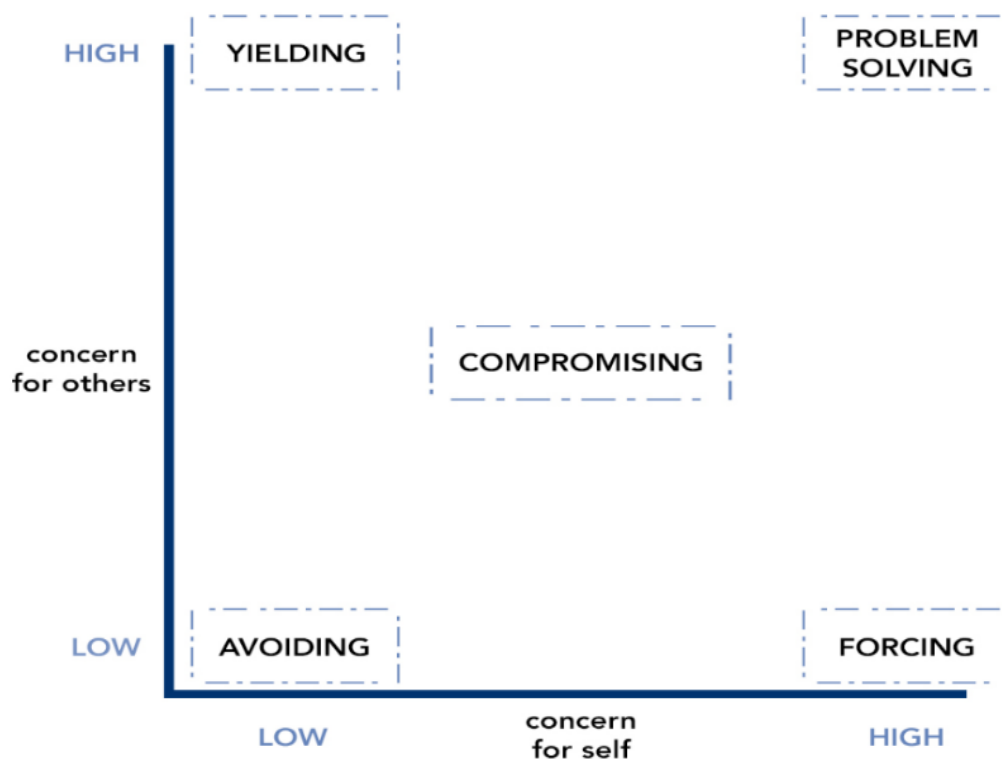 HIGH
YIELDING
PROBLEM
SOLVING
concern
for others
COMPROMISING
LOW
AVOIDING
FORCING
LOW
concern
for self
HIGH